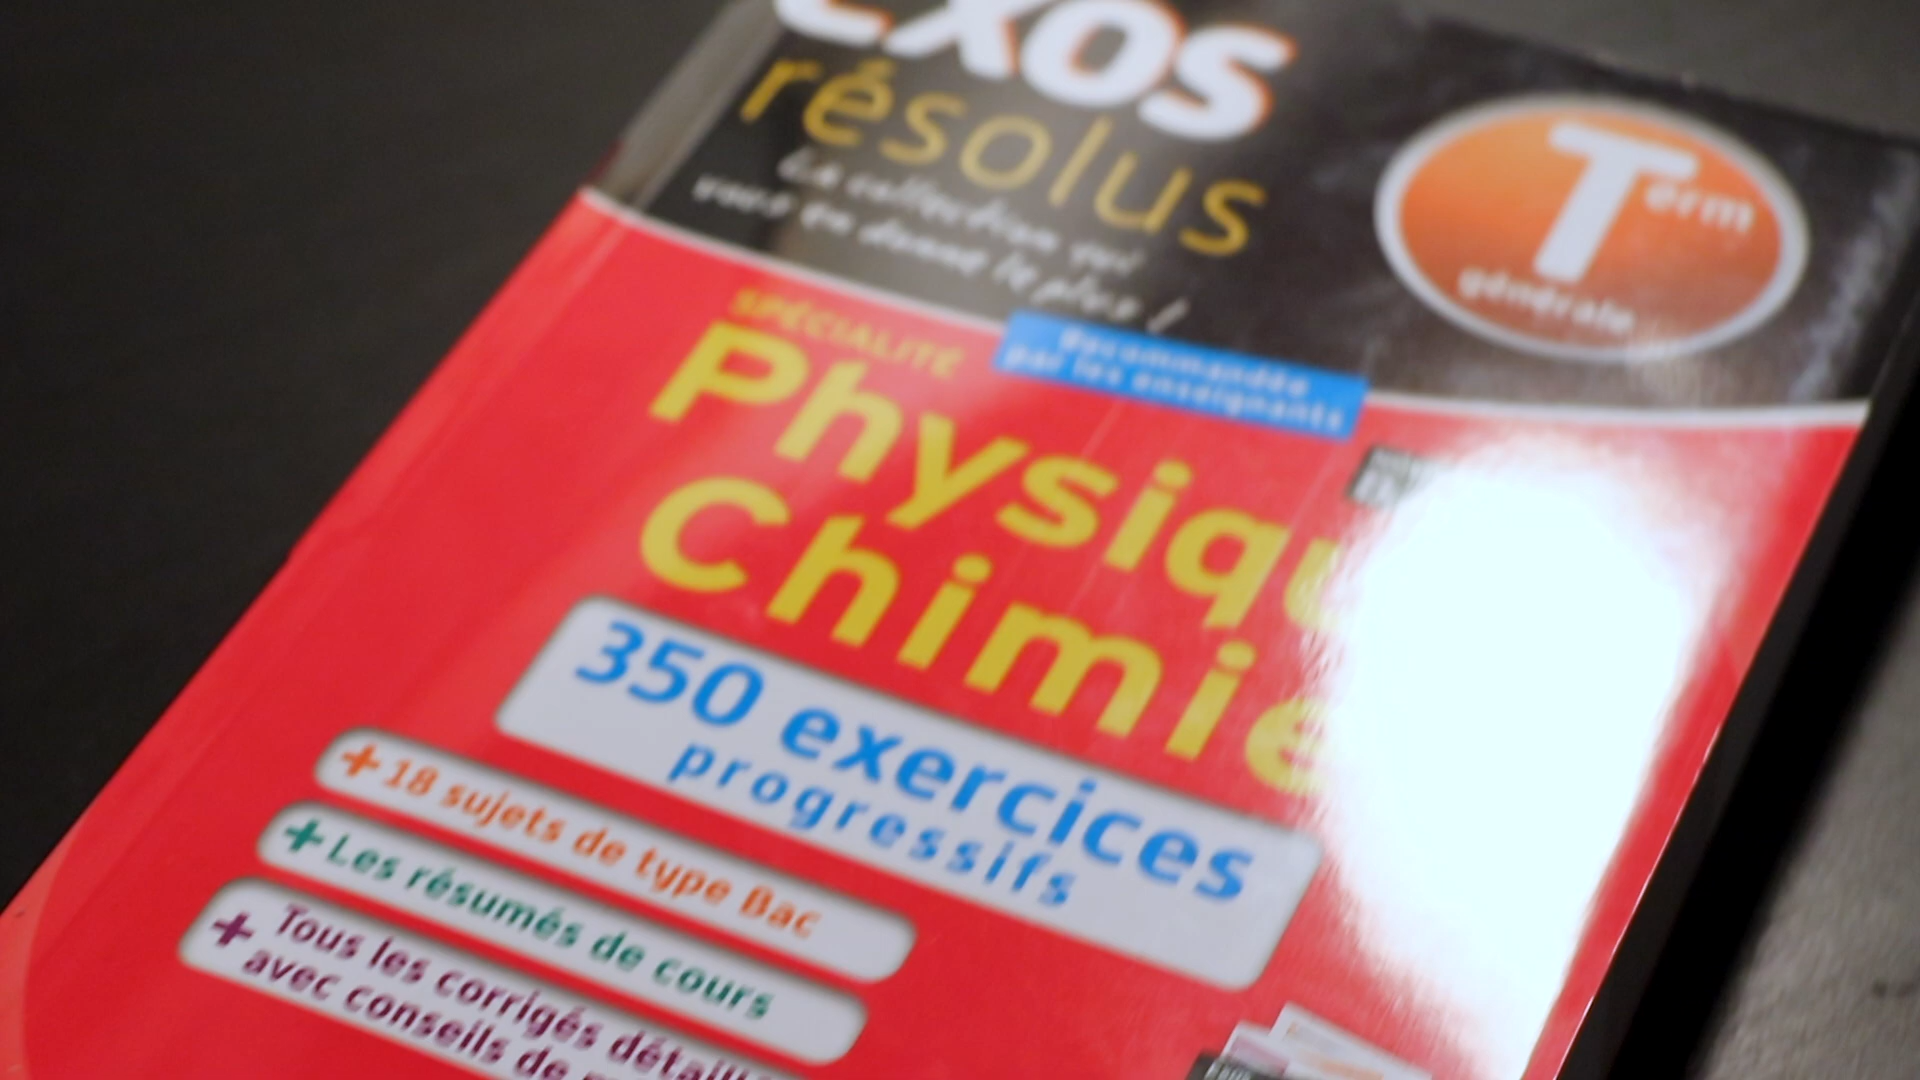 exos
résolus
La collection qui
vous en donne le plus !
Term
générale
SPÉCIALITÉ
Recommandée
par les enseignants
Physiqu
Chimie
350 exercices
progressifs
+ 18 sujets de type Bac
+ Les résumés de cours
+ Tous les corrigés détaill
avec conseils de